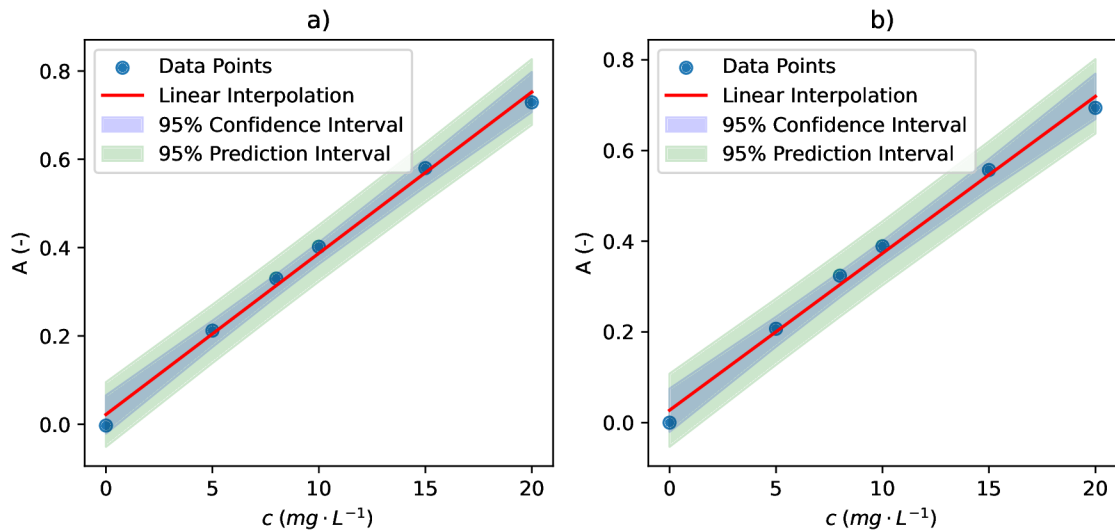 a)
Data Points
Linear Interpolation
95% Confidence Interval
95% Prediction Interval
0.8
0.6
0.4
0.2
0.0
A (-)
0 5 10 15 20
c (mg · L⁻¹)
b)
Data Points
Linear Interpolation
95% Confidence Interval
95% Prediction Interval
0.8
0.6
0.4
0.2
0.0
A (-)
0 5 10 15 20
c (mg · L⁻¹)